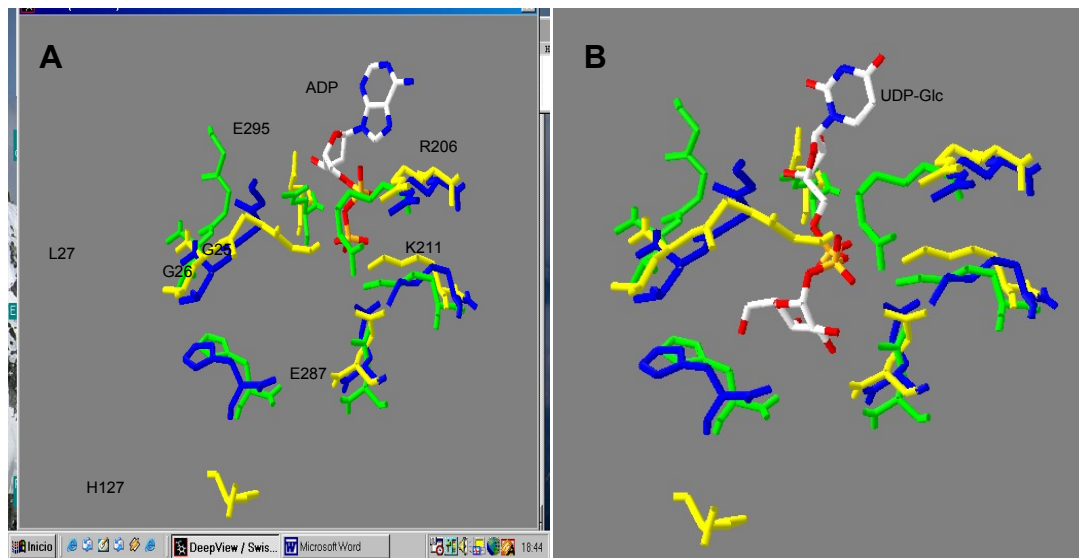 A
ADP
E295
R206
L27
G25
G26
K211
E287
H127
Inicio
DeepView / Swis...
Microsoft Word
18:44
B
UDP-Glc